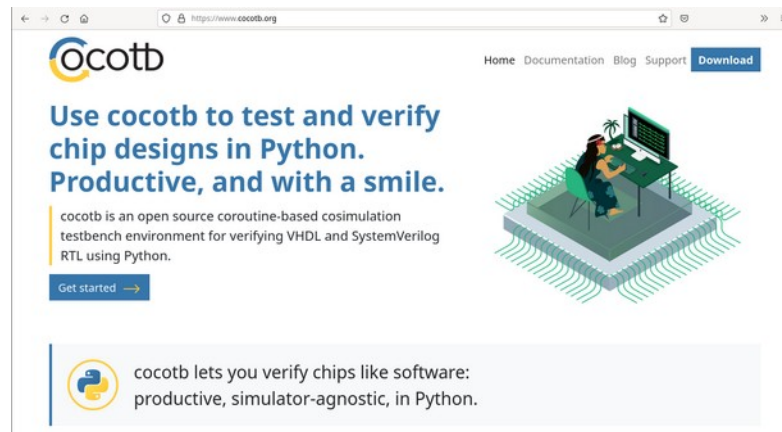 https://www.cocotb.org
cocotb
Home Documentation Blog Support Download
Use cocotb to test and verify
chip designs in Python.
Productive, and with a smile.
cocotb is an open source coroutine-based cosimulation
testbench environment for verifying VHDL and SystemVerilog
RTL using Python.
Get started
cocotb lets you verify chips like software:
productive, simulator-agnostic, in Python.